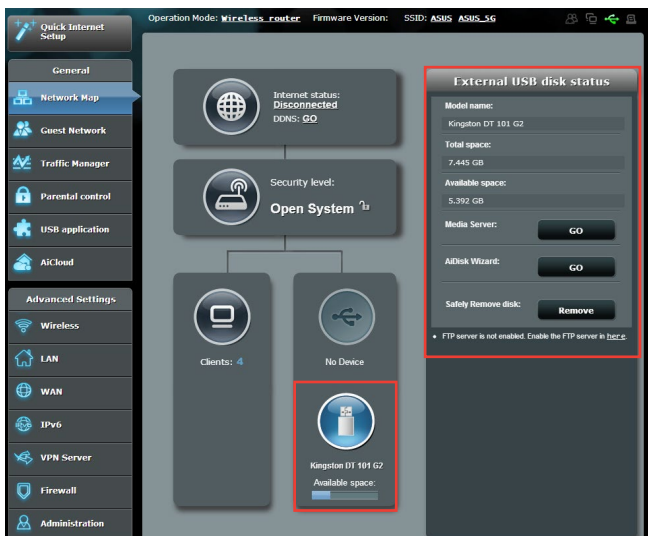 Quick Internet
Setup
Operation Mode: Wireless router Firmware Version: SSID: ASUS ASUS_5G
General
Network Map
Guest Network
Traffic Manager
Parental control
USB application
AiCloud
Advanced Settings
Wireless
LAN
WAN
IPv6
VPN Server
Firewall
Administration
Internet status:
Disconnected
DDNS: GO
Security level:
Open System
Clients: 4
No Device
Kingston DT 101 G2
Available space:
External USB disk status
Model name:
Kingston DT 101 G2
Total space:
7.445 GB
Available space:
5.392 GB
Media Server: GO
AiDisk Wizard: GO
Safely Remove disk: Remove
• FTP server is not enabled. Enable the FTP server in here.